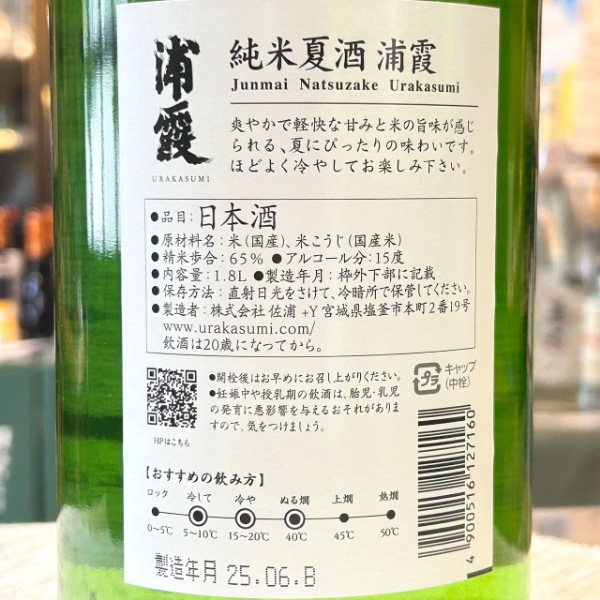 浦霞
URAKASUMI
純米夏酒 浦霞
Junmai Natsuzake Urakasumi
爽やかで軽快な甘みと米の旨味が感じ
られる、夏にぴったりの味わいです。
ほどよく冷やしてお楽しみ下さい。
●品目:日本酒
●原材料名:米(国産)、米こうじ(国産米)
●精米歩合:65% ●アルコール分:15度
●内容量:1.8L ●製造年月:枠外下部に記載
●保存方法:直射日光をさけて、冷暗所で保管してください。
●製造者:株式会社 佐浦 +Y 宮城県塩釜市本町2番19号
www.urakasumi.com/
飲酒は20歳になってから。
HPはこちら
●開栓後はお早めにお召し上がりください。
●妊娠中や授乳期の飲酒は、胎児・乳児
の発育に悪影響を与えるおそれがありま
すので、気をつけましょう。
プラ
キャップ
(中栓)
4900516127160
【おすすめの飲み方】
ロック 冷して 冷や ぬる燗 上燗 熱燗
0~5℃ 5~10℃ 15~20℃ 40℃ 45℃ 50℃
製造年月 25.06.B